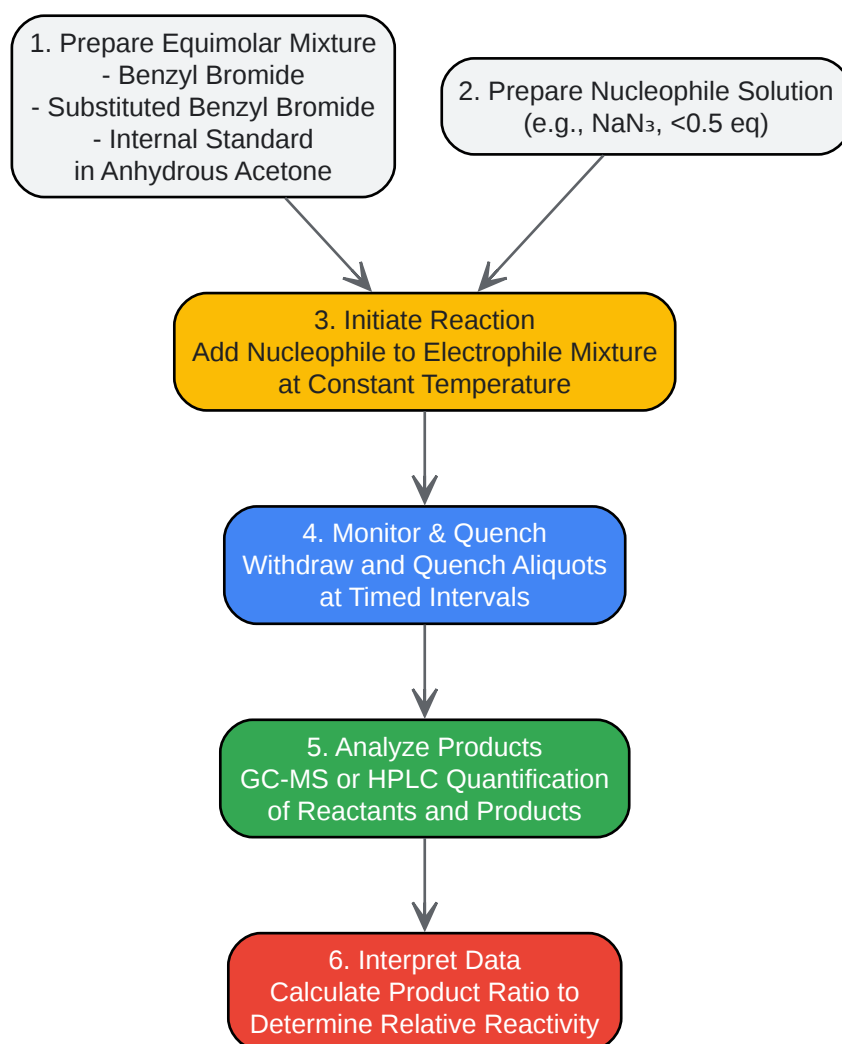 1. Prepare Equimolar Mixture
- Benzyl Bromide
- Substituted Benzyl Bromide
- Internal Standard
in Anhydrous Acetone
2. Prepare Nucleophile Solution
(e.g., NaN₃, <0.5 eq)
3. Initiate Reaction
Add Nucleophile to Electrophile Mixture
at Constant Temperature
4. Monitor & Quench
Withdraw and Quench Aliquots
at Timed Intervals
5. Analyze Products
GC-MS or HPLC Quantification
of Reactants and Products
6. Interpret Data
Calculate Product Ratio to
Determine Relative Reactivity